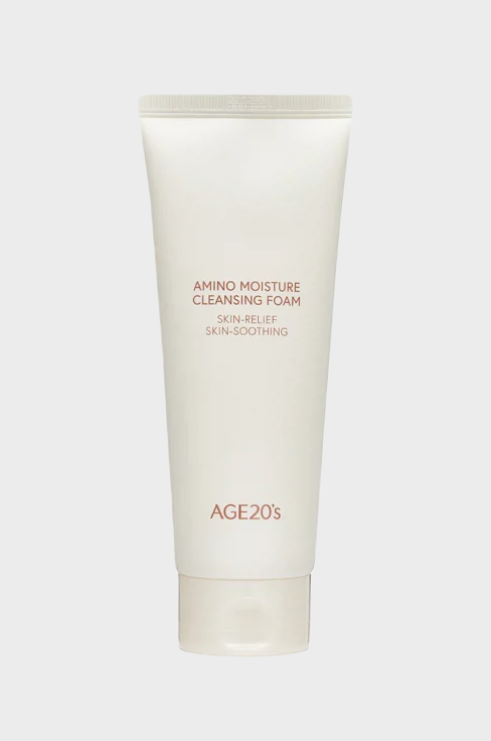 AMINO MOISTURE
CLEANSING FOAM
SKIN-RELIEF
SKIN-SOOTHING
AGE20's